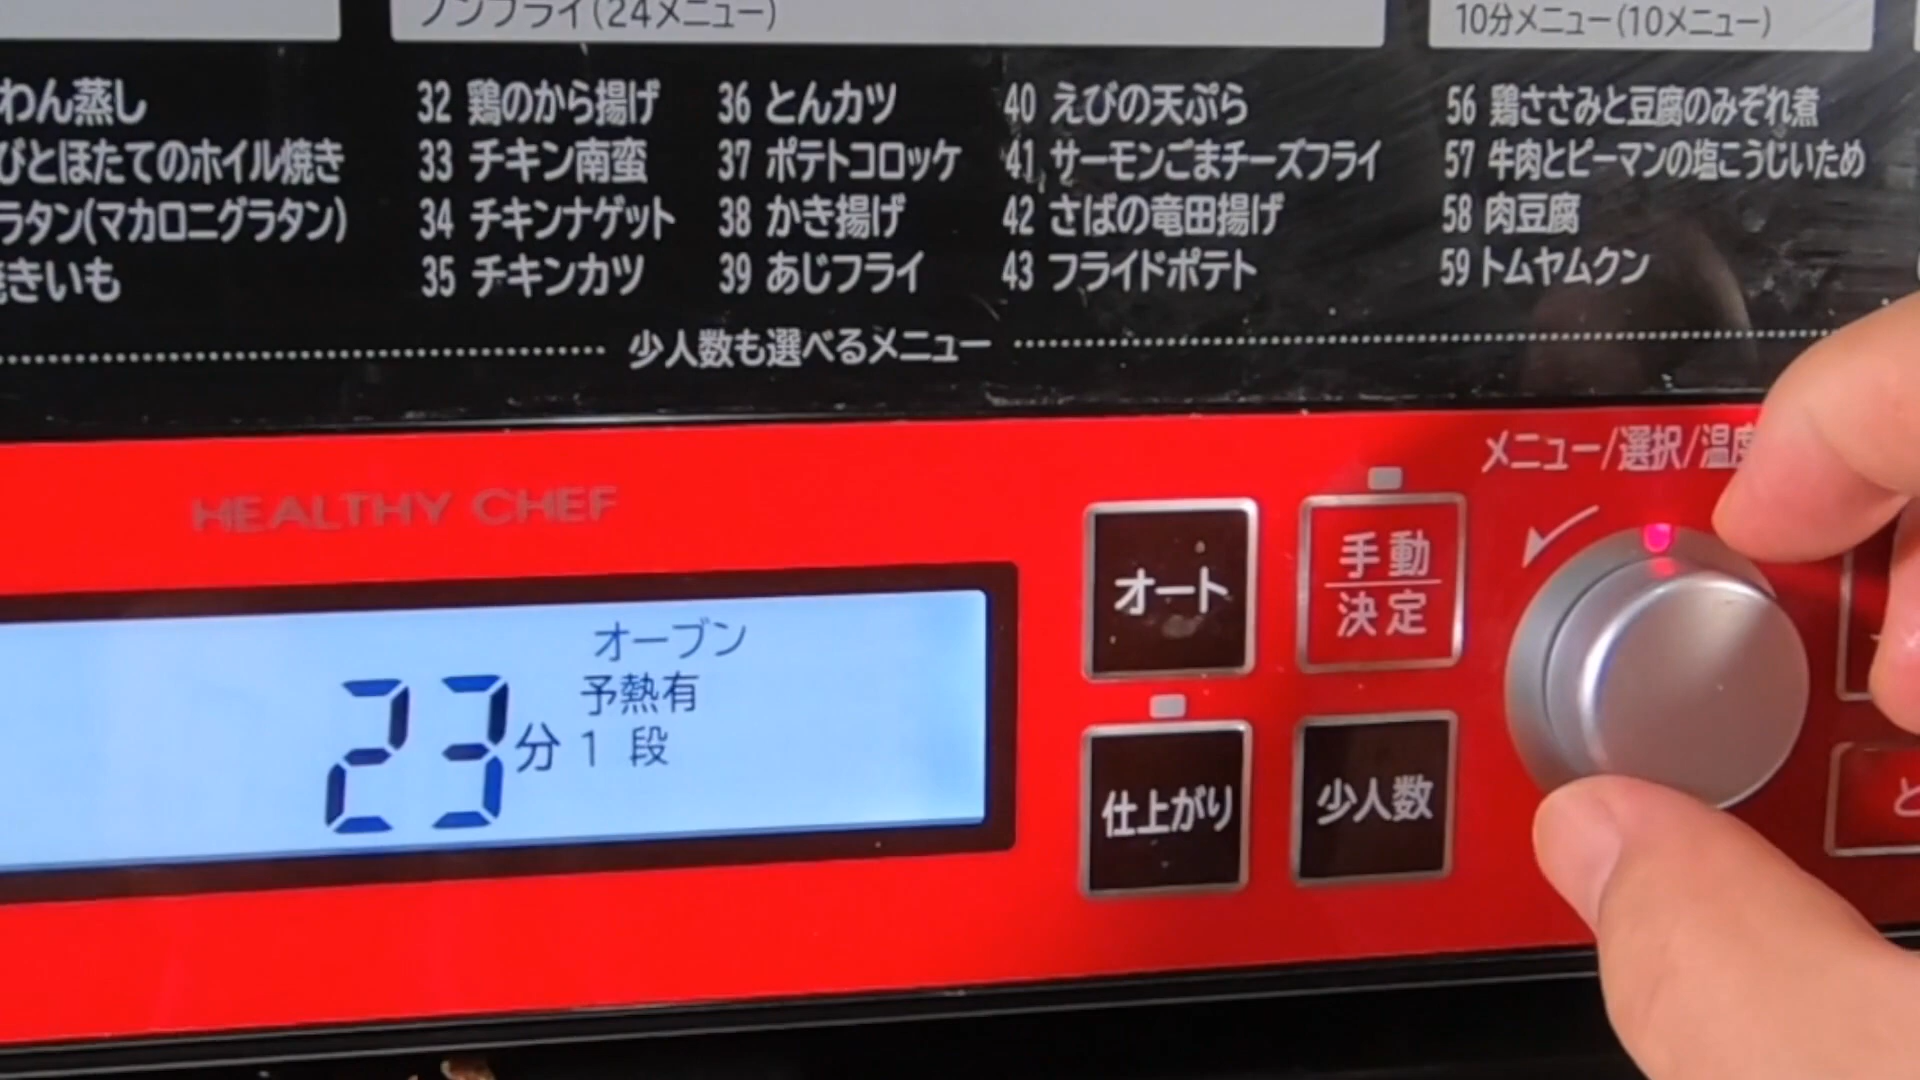 ノンフライ(24メニュー)
10分メニュー(10メニュー)
わん蒸し
びとほたてのホイル焼き
ラタン(マカロニグラタン)
焼きいも
32 鶏のから揚げ
33 チキン南蛮
34 チキンナゲット
35 チキンカツ
36 とんカツ
37 ポテトコロッケ
38 かき揚げ
39 あじフライ
40 えびの天ぷら
41 サーモンごまチーズフライ
42 さばの竜田揚げ
43 フライドポテト
56 鶏ささみと豆腐のみぞれ煮
57 牛肉とピーマンの塩こうじいため
58 肉豆腐
59 トムヤムクン
少人数も選べるメニュー
メニュー/選択/温度
HEALTHY CHEF
オーブン
予熱有
23分 1 段
オート
手動
決定
仕上がり
少人数